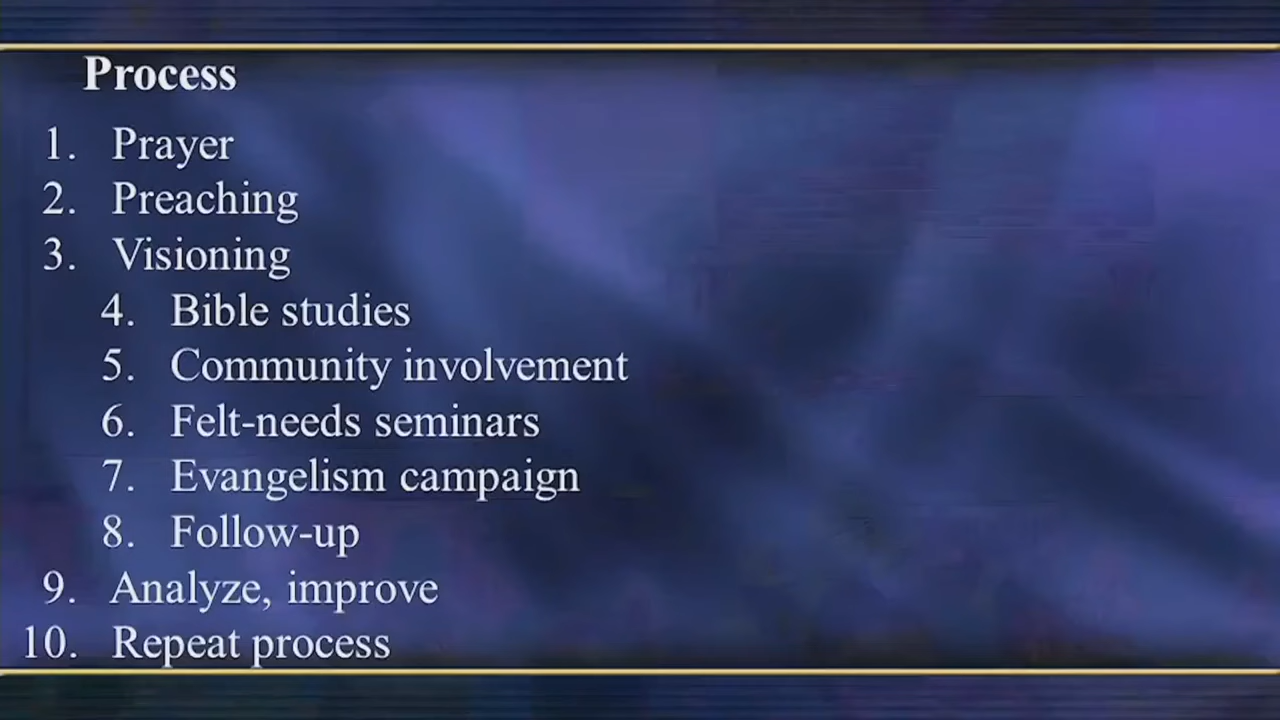 Process
1. Prayer
2. Preaching
3. Visioning
4. Bible studies
5. Community involvement
6. Felt-needs seminars
7. Evangelism campaign
8. Follow-up
9. Analyze, improve
10. Repeat process